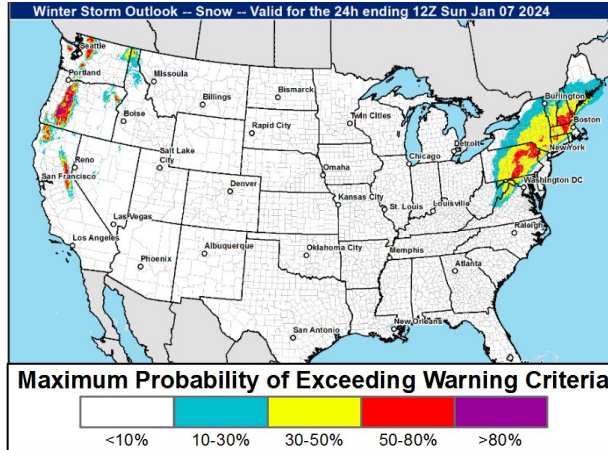 Winter Storm Outlook -- Snow -- Valid for the 24h ending 12Z Sun Jan 07 2024
Seattle
Portland
Missoula
Billings
Bismarck
Twin Cities
Burlington
Boston
Boise
Rapid City
Detroit
New York
Chicago
Reno
Salt Lake
City
Omaha
Washington DC
San Francisco
Denver
Kansas City
St. Louis
Louisville
Las Vegas
Raleigh
Los Angeles
Albuquerque
Oklahoma City
Memphis
Phoenix
Atlanta
San Antonio
New Orleans
Maximum Probability of Exceeding Warning Criteria
<10%
10-30%
30-50%
50-80%
>80%